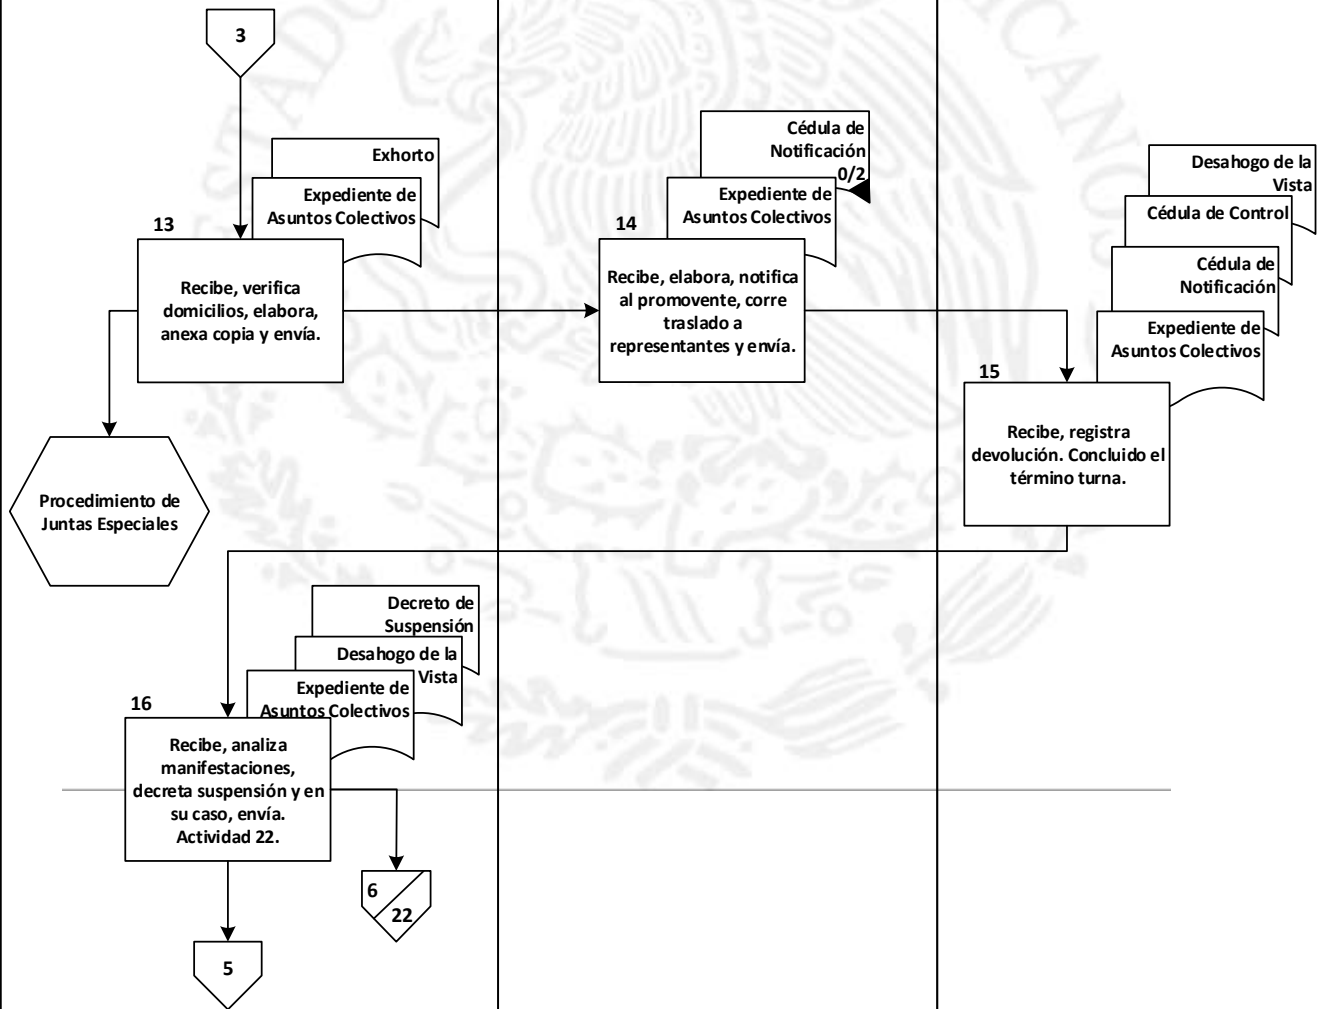 ESTADO
ICANOS
3
Exhorto
Expediente de
Asuntos Colectivos
13
Recibe, verifica
domicilios, elabora,
anexa copia y envía.
Procedimiento de
Juntas Especiales
Cédula de
Notificación
0/2
Expediente de
Asuntos Colectivos
14
Recibe, elabora, notifica
al promovente, corre
traslado a
representantes y envía.
Desahogo de la
Vista
Cédula de Control
Cédula de
Notificación
Expediente de
Asuntos Colectivos
15
Recibe, registra
devolución. Concluido el
término turna.
Decreto de
Suspensión
Desahogo de la
Vista
Expediente de
Asuntos Colectivos
16
Recibe, analiza
manifestaciones,
decreta suspensión y en
su caso, envía.
Actividad 22.
6
22
5